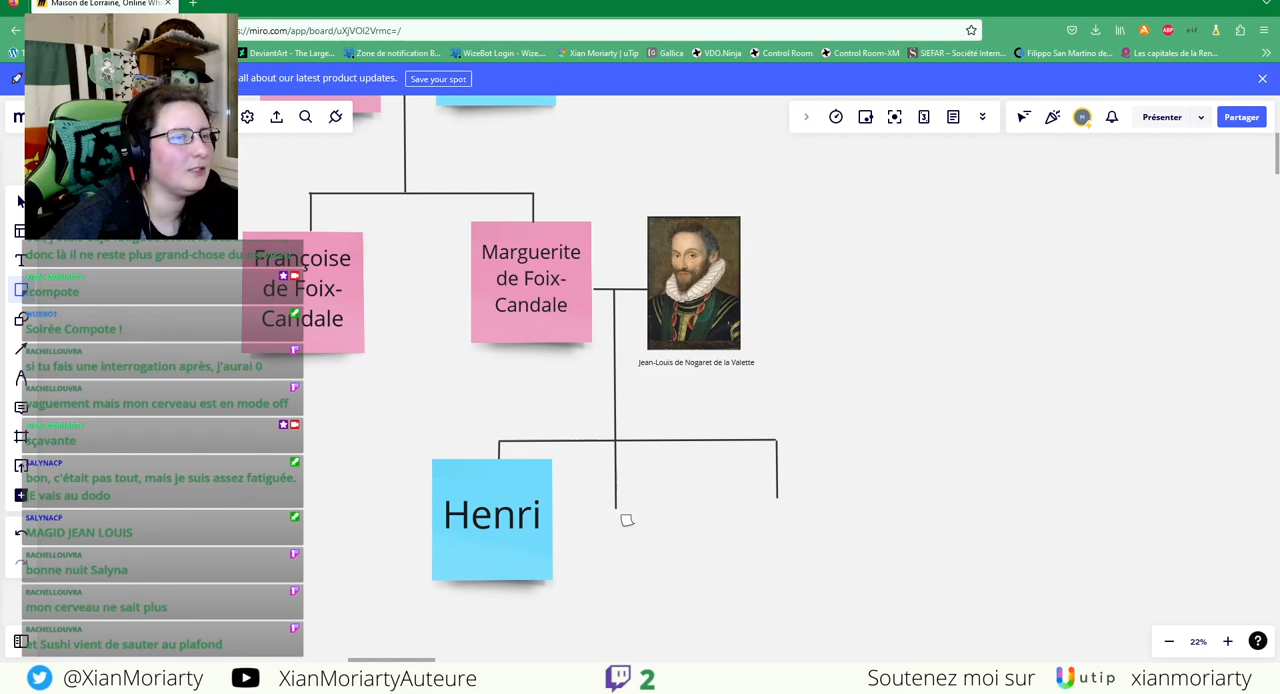 Maison de Lorraine, Online Wh
s://miro.com/app/board/uXjVOl2Vrmc=/
DeviantArt - The Large...
Zone de notification B...
WizeBot Login - Wize...
Xian Moriarty | uTip
Gallica
VDO.Ninja
Control Room
Control Room-XM
SIEFAR — Société Intern...
Filippo San Martino de...
Les capitales de la Ren...
all about our latest product updates.
Save your spot
Présenter
Partager
Françoise
de Foix-
Candale
Marguerite
de Foix-
Candale
Jean-Louis de Nogaret de la Valette
Henri
donc là il ne reste plus grand-chose du
compote
WIZEBOT
Soirée Compote !
RACHELLOUVRA
si tu fais une interrogation après, j'aurai 0
RACHELLOUVRA
vaguement mais mon cerveau est en mode off
XIAN_MORIARTY
sçavante
SALYNACP
bon, c'était pas tout, mais je suis assez fatiguée.
JE vais au dodo
SALYNACP
MAGID JEAN LOUIS
RACHELLOUVRA
bonne nuit Salyna
RACHELLOUVRA
mon cerveau ne sait plus
RACHELLOUVRA
et Sushi vient de sauter au plafond
22%
@XianMoriarty
XianMoriartyAuteure
2
Soutenez moi sur
utip
xianmoriarty